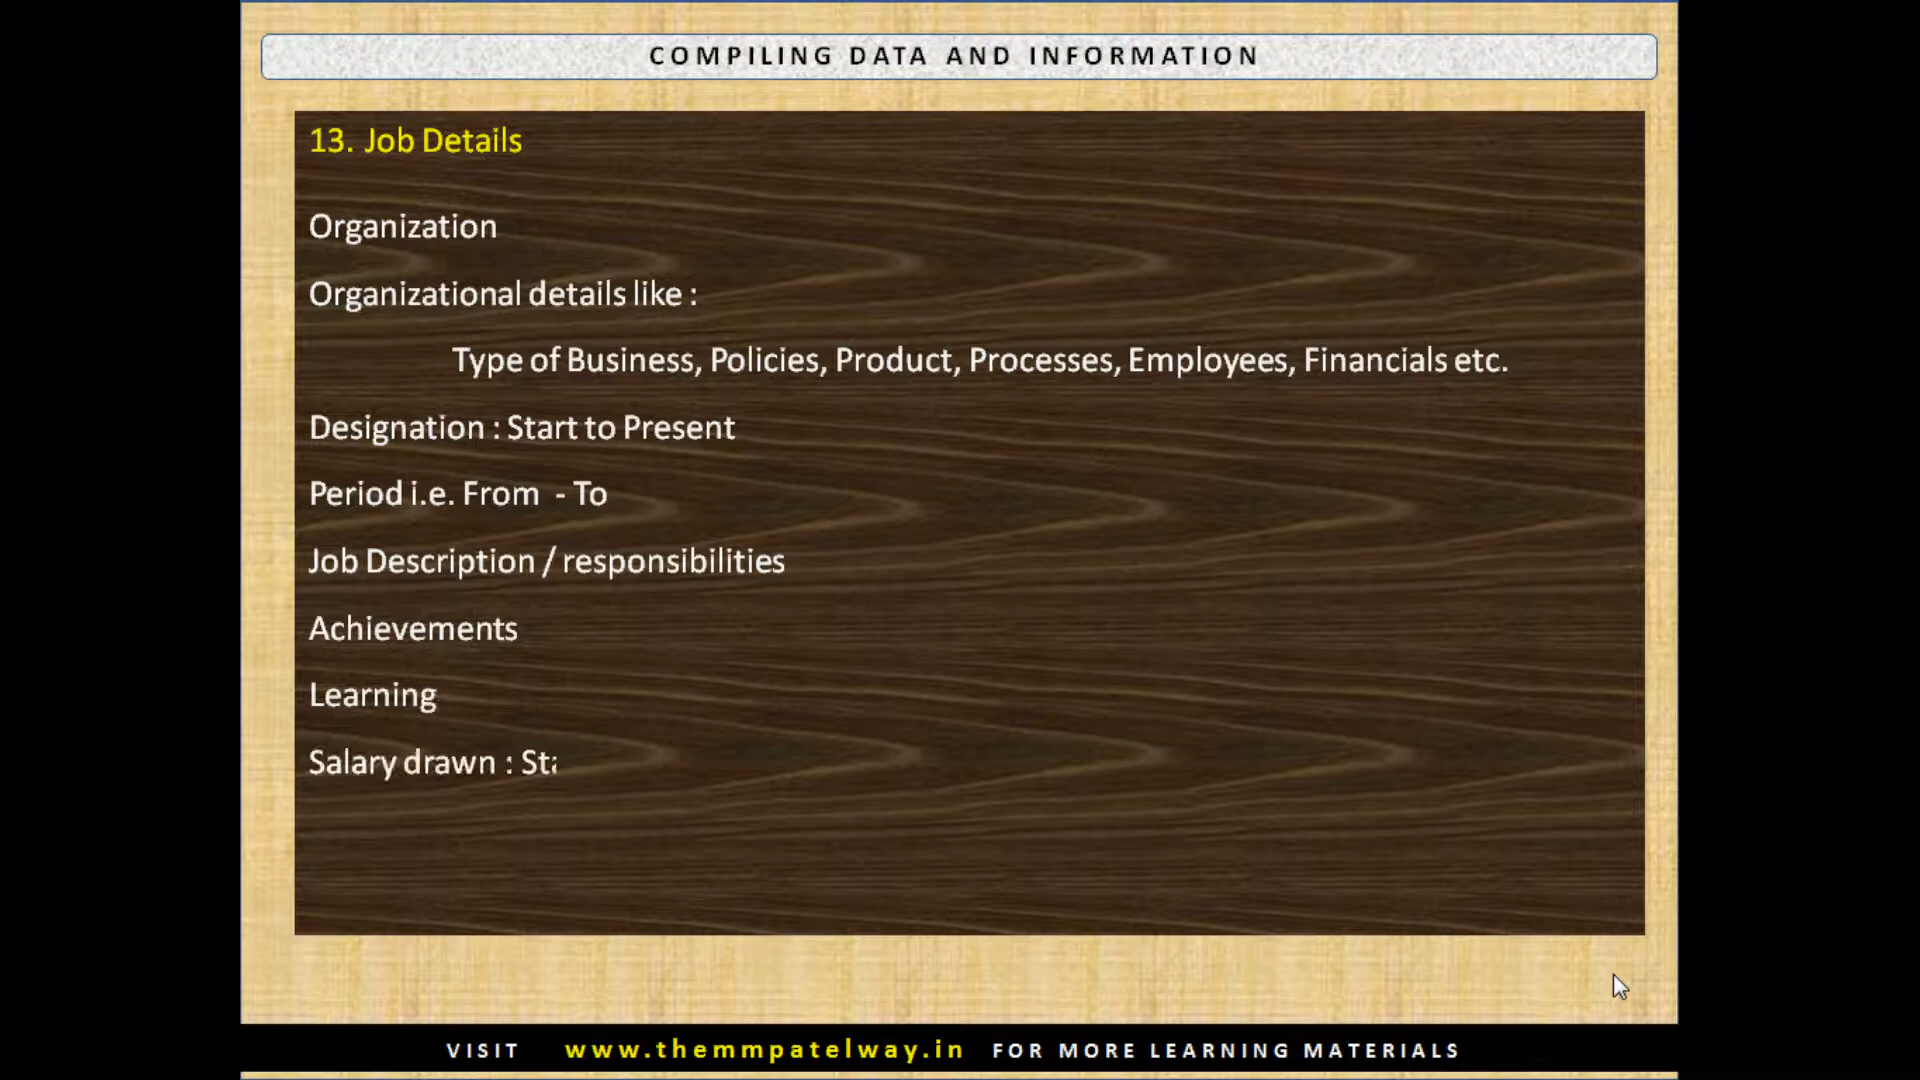 COMPILING DATA AND INFORMATION
13. Job Details
Organization
Organizational details like :
Type of Business, Policies, Product, Processes, Employees, Financials etc.
Designation : Start to Present
Period i.e. From - To
Job Description / responsibilities
Achievements
Learning
Salary drawn :
VISIT www.themmpatelway.in FOR MORE LEARNING MATERIALS